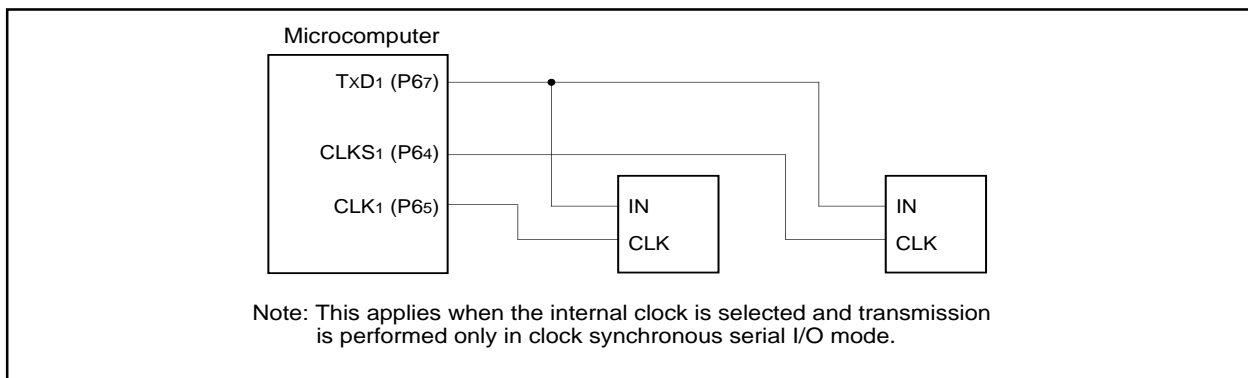 Microcomputer
TXD1 (P67)
CLKS1 (P64)
CLK1 (P65)
IN
CLK
IN
CLK
Note: This applies when the internal clock is selected and transmission
is performed only in clock synchronous serial I/O mode.